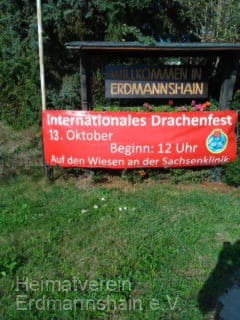 WILLKOMMEN IN
ERDMANNSHAIN
Internationales Drachenfest
13. Oktober
Beginn: 12 Uhr
Auf den Wiesen an der Sachsenklinik
Heimatverein
Erdmannshain e.V.